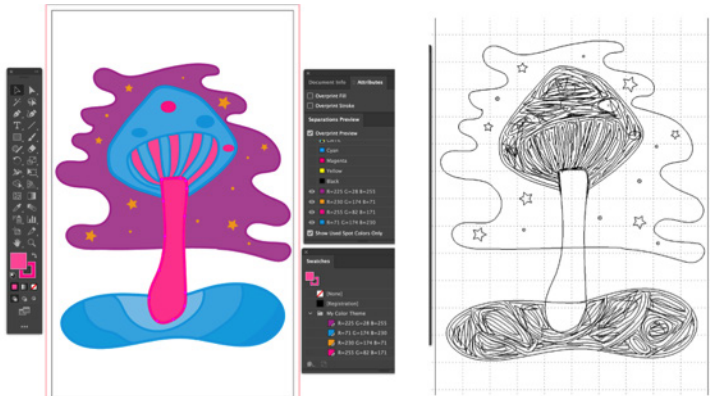 Document Info
Attributes
Overprint Fill
Overprint Stroke
Separations Preview
Overprint Preview
Cyan
Magenta
Yellow
Black
R=225 G=28 B=255
R=230 G=174 B=71
R=255 G=82 B=171
R=71 G=174 B=230
Show Used Spot Colors Only
Swatches
[None]
[Registration]
My Color Theme
R=225 G=28 B=255
R=71 G=174 B=230
R=230 G=174 B=71
R=255 G=82 B=171